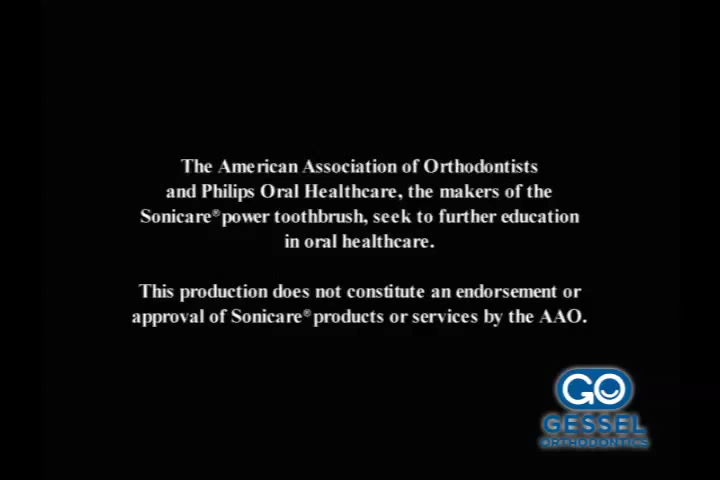 The American Association of Orthodontists
and Philips Oral Healthcare, the makers of the
Sonicare® power toothbrush, seek to further education
in oral healthcare.
This production does not constitute an endorsement or
approval of Sonicare® products or services by the AAO.
GO
GESSEL
ORTHODONTICS